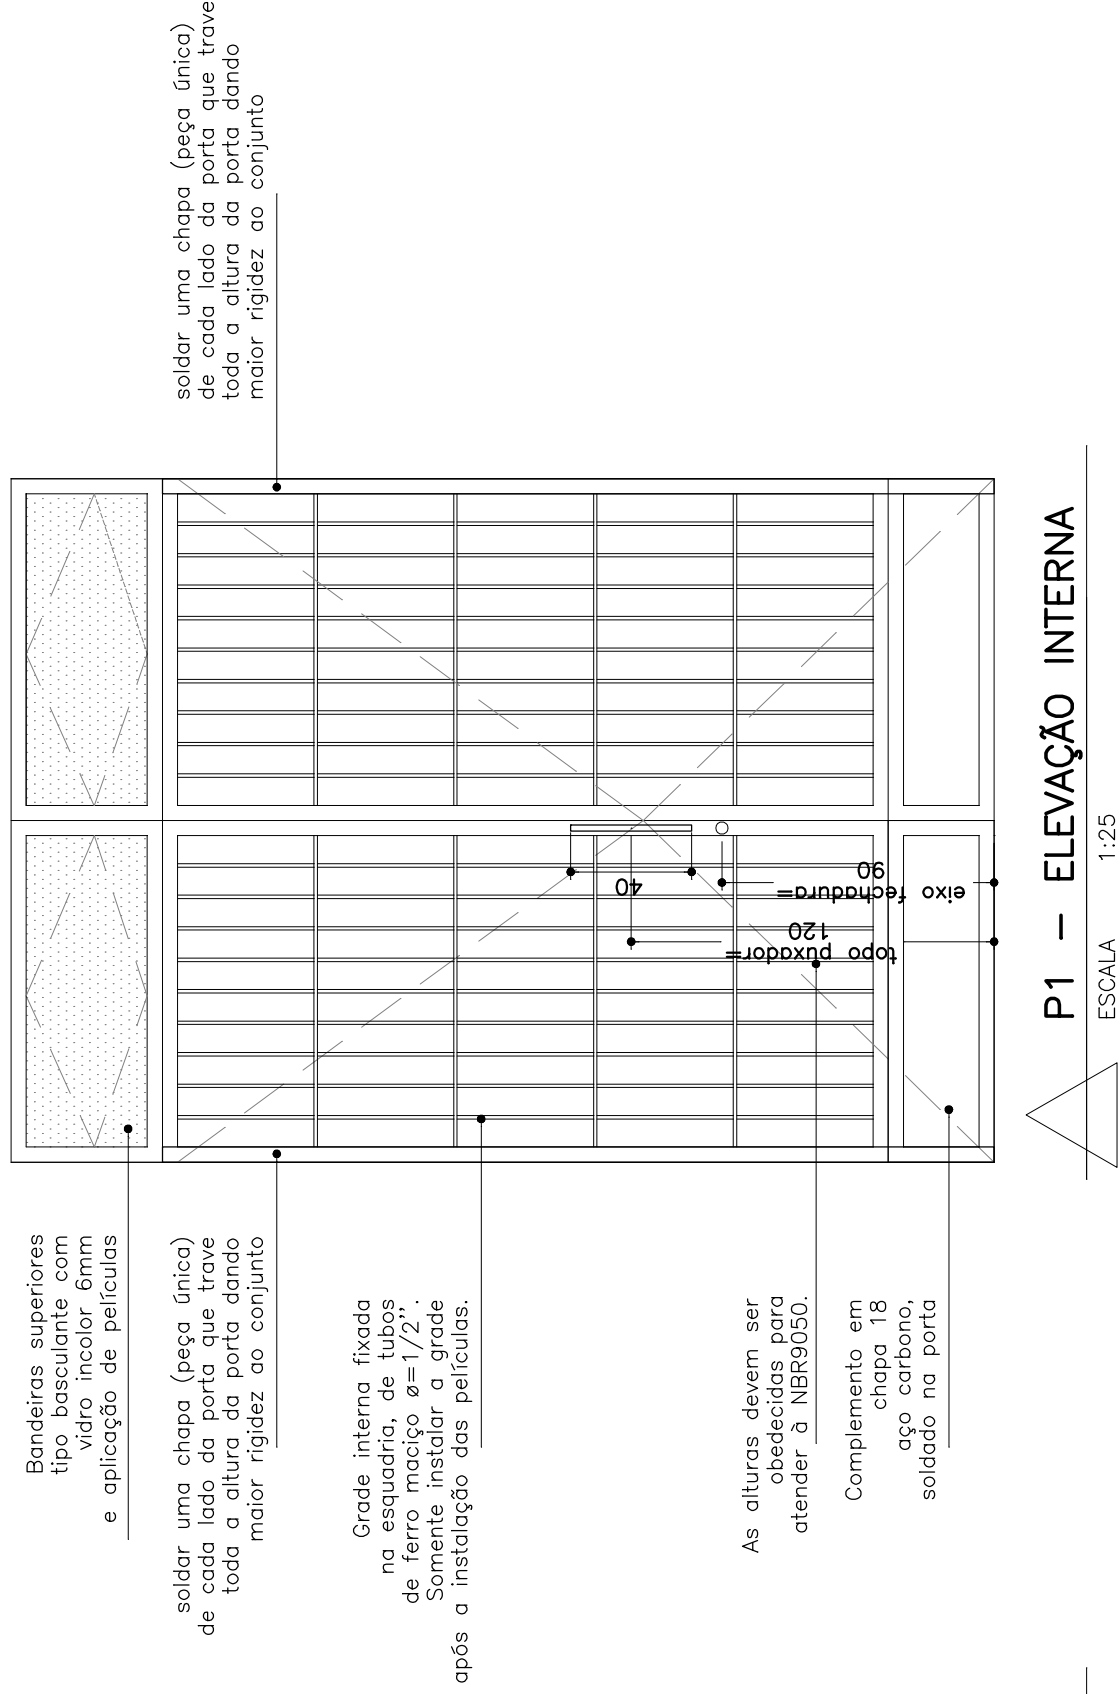 Bandeiras superiores
tipo basculante com
vidro incolor 6mm
e aplicação de películas
soldar uma chapa (peça única)
de cada lado da porta que trave
toda a altura da porta dando
maior rigidez ao conjunto
Grade interna fixada
na esquadria, de tubos
de ferro maciço ø=1/2”.
Somente instalar a grade
após a instalação das películas.
As alturas devem ser
obedecidas para
atender à NBR9050.
Complemento em
chapa 18
aço carbono,
soldado na porta
40
topo puxador=
120
eixo fechadura=
90
soldar uma chapa (peça única)
de cada lado da porta que trave
toda a altura da porta dando
maior rigidez ao conjunto
P1 – ELEVAÇÃO INTERNA
ESCALA 1:25